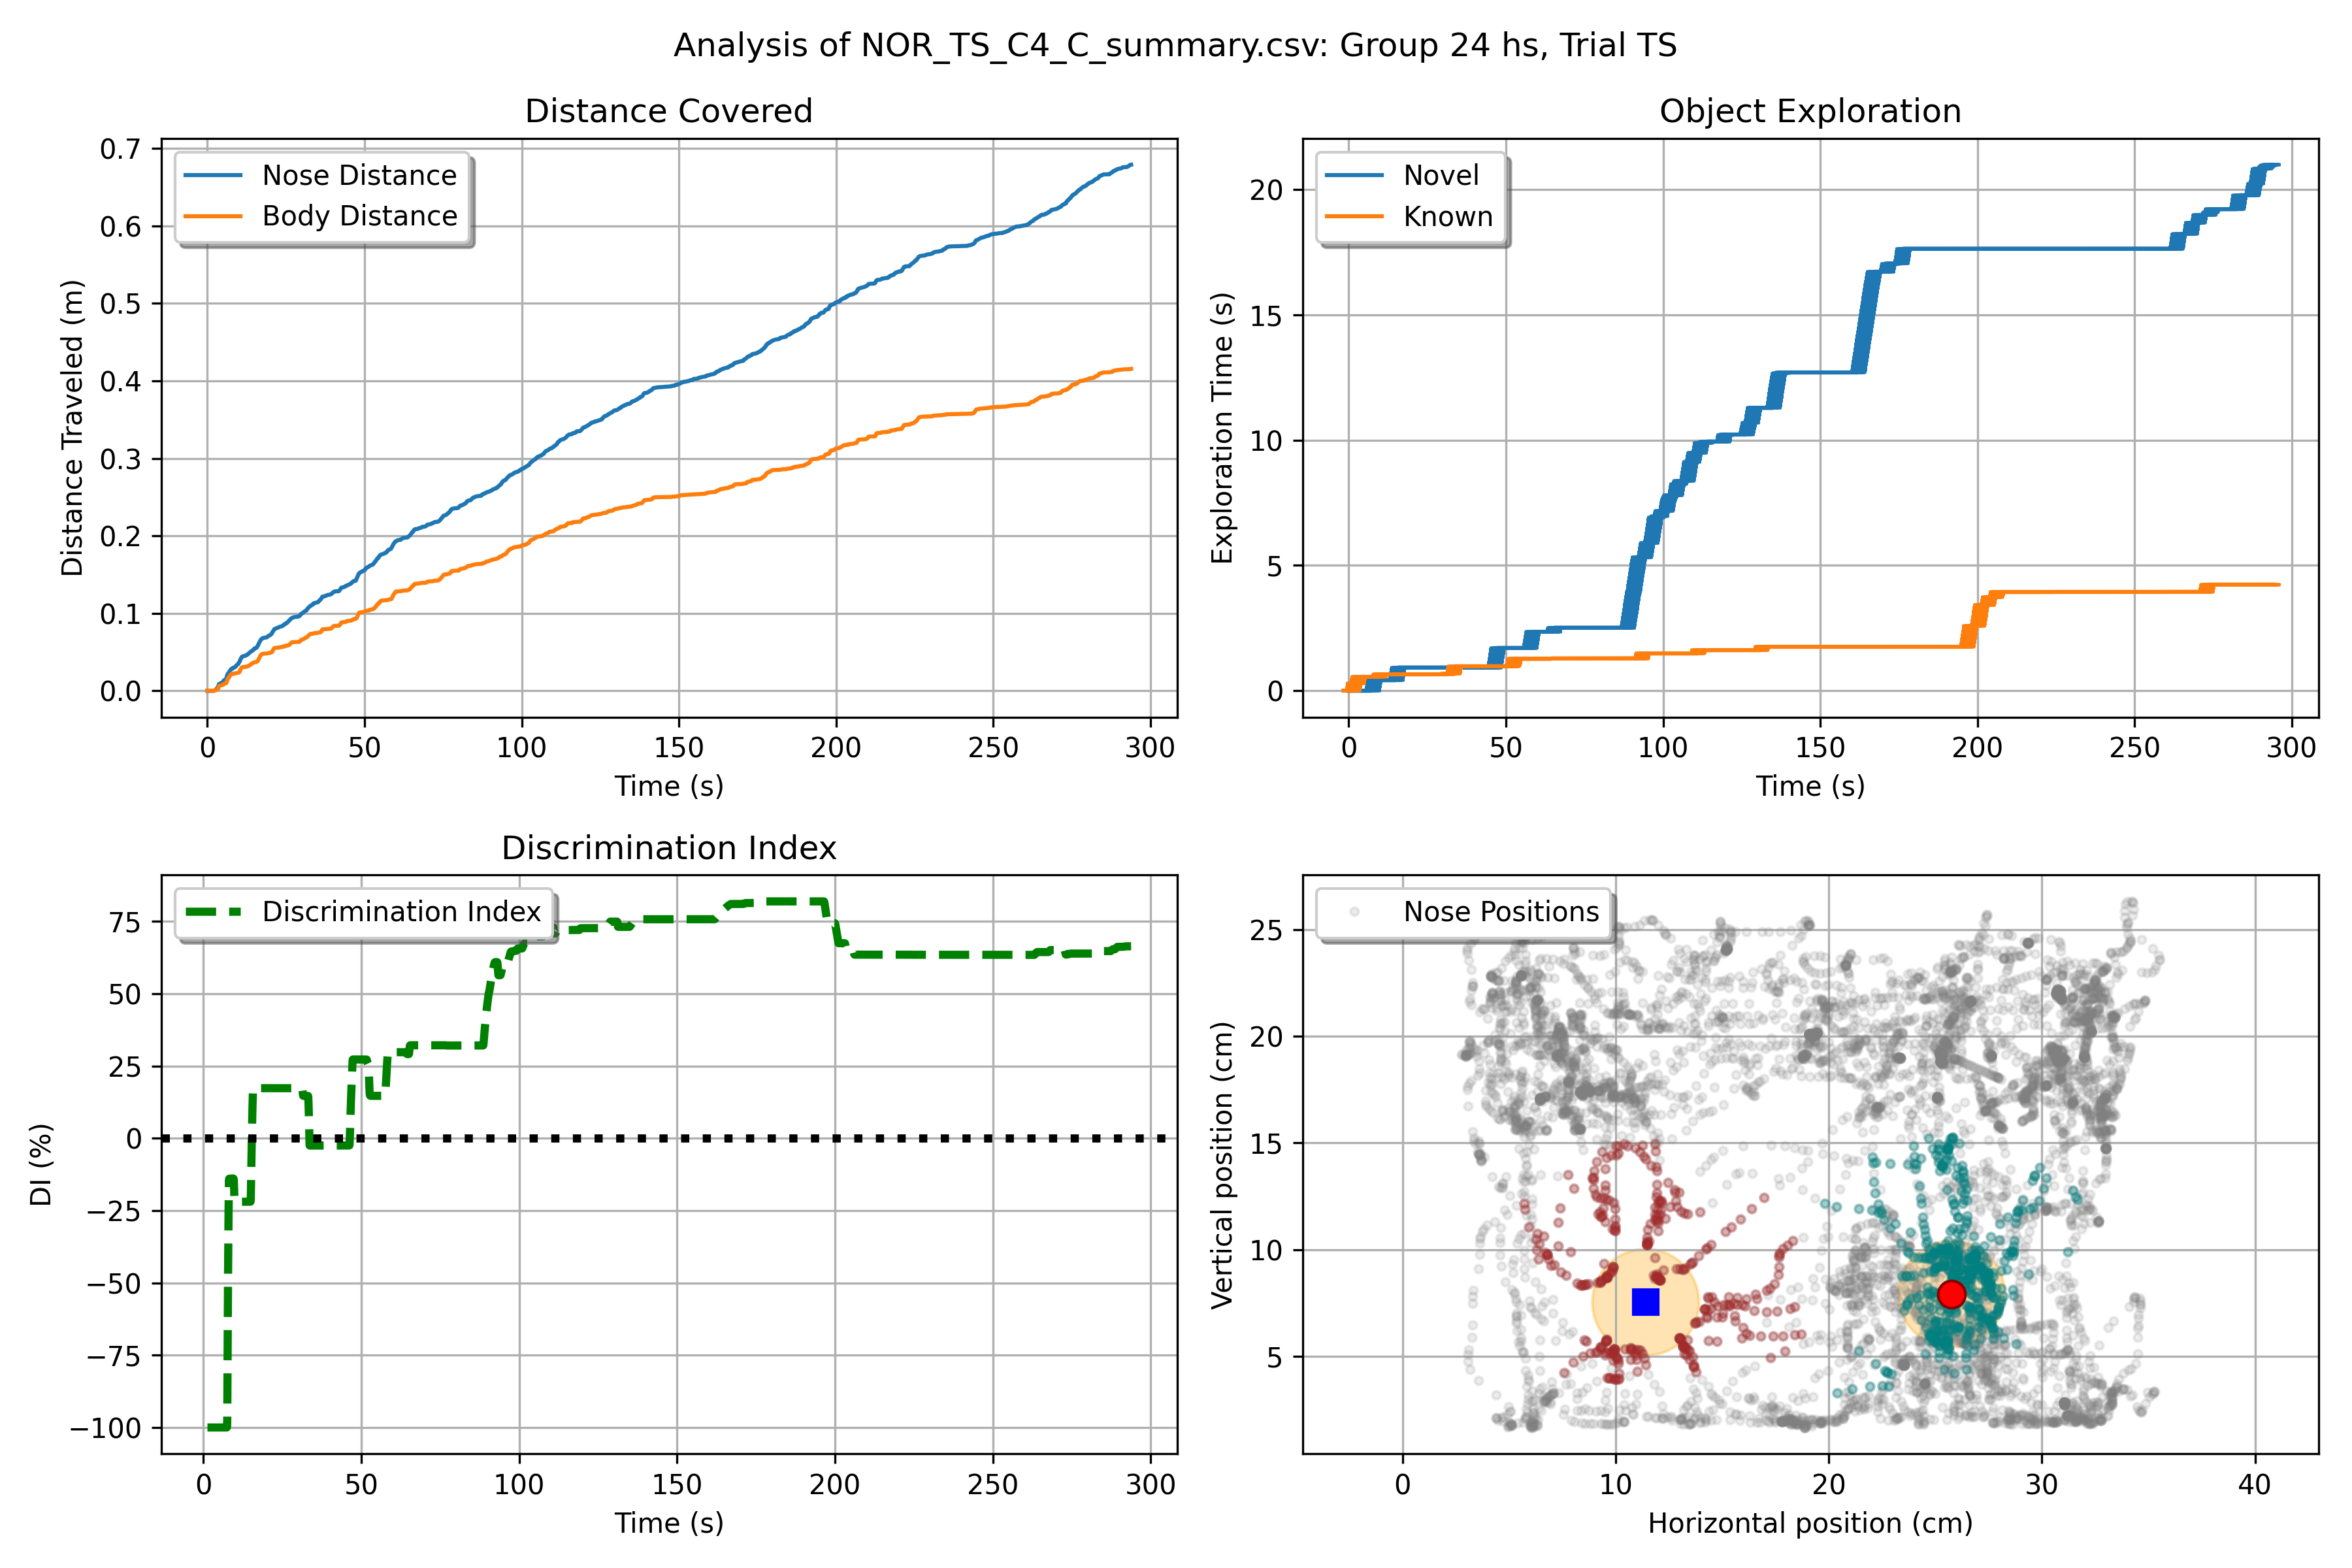 Analysis of NOR_TS_C4_C_summary.csv: Group 24 hs, Trial TS
Distance Covered
Nose Distance
Body Distance
0.7
0.6
0.5
0.4
0.3
0.2
0.1
0.0
Distance Traveled (m)
0 50 100 150 200 250 300
Time (s)
Object Exploration
Novel
Known
20
15
10
5
0
Exploration Time (s)
0 50 100 150 200 250 300
Time (s)
Discrimination Index
Discrimination Index
75
50
25
0
−25
−50
−75
−100
DI (%)
0 50 100 150 200 250 300
Time (s)
Nose Positions
25
20
15
10
5
Vertical position (cm)
0 10 20 30 40
Horizontal position (cm)